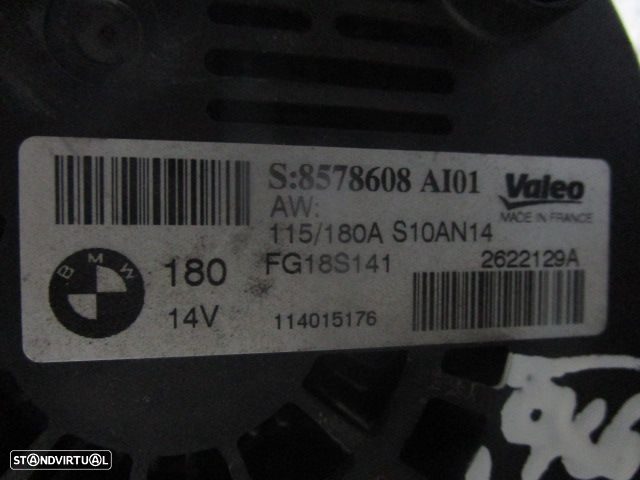 S:8578608 AI01
Valeo
MADE IN FRANCE
AW:
115/180A S10AN14
BMW
180
FG18S141
2622129A
14V
114015176
STANDVIRTUAL